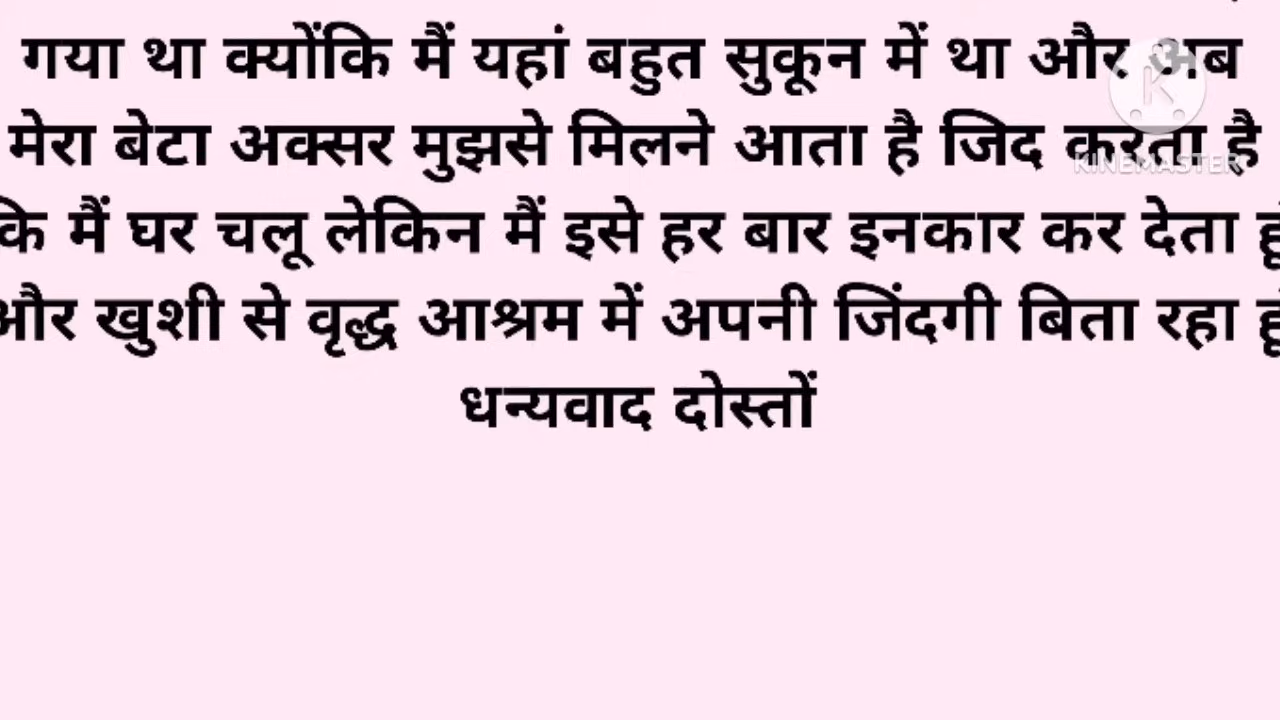 गया था क्योंकि मैं यहां बहुत सुकून में था और अब
मेरा बेटा अक्सर मुझसे मिलने आता है जिद करता है
कि मैं घर चलू लेकिन मैं इसे हर बार इनकार कर देता हूं
और खुशी से वृद्ध आश्रम में अपनी जिंदगी बिता रहा हूं
धन्यवाद दोस्तों
KINEMASTER